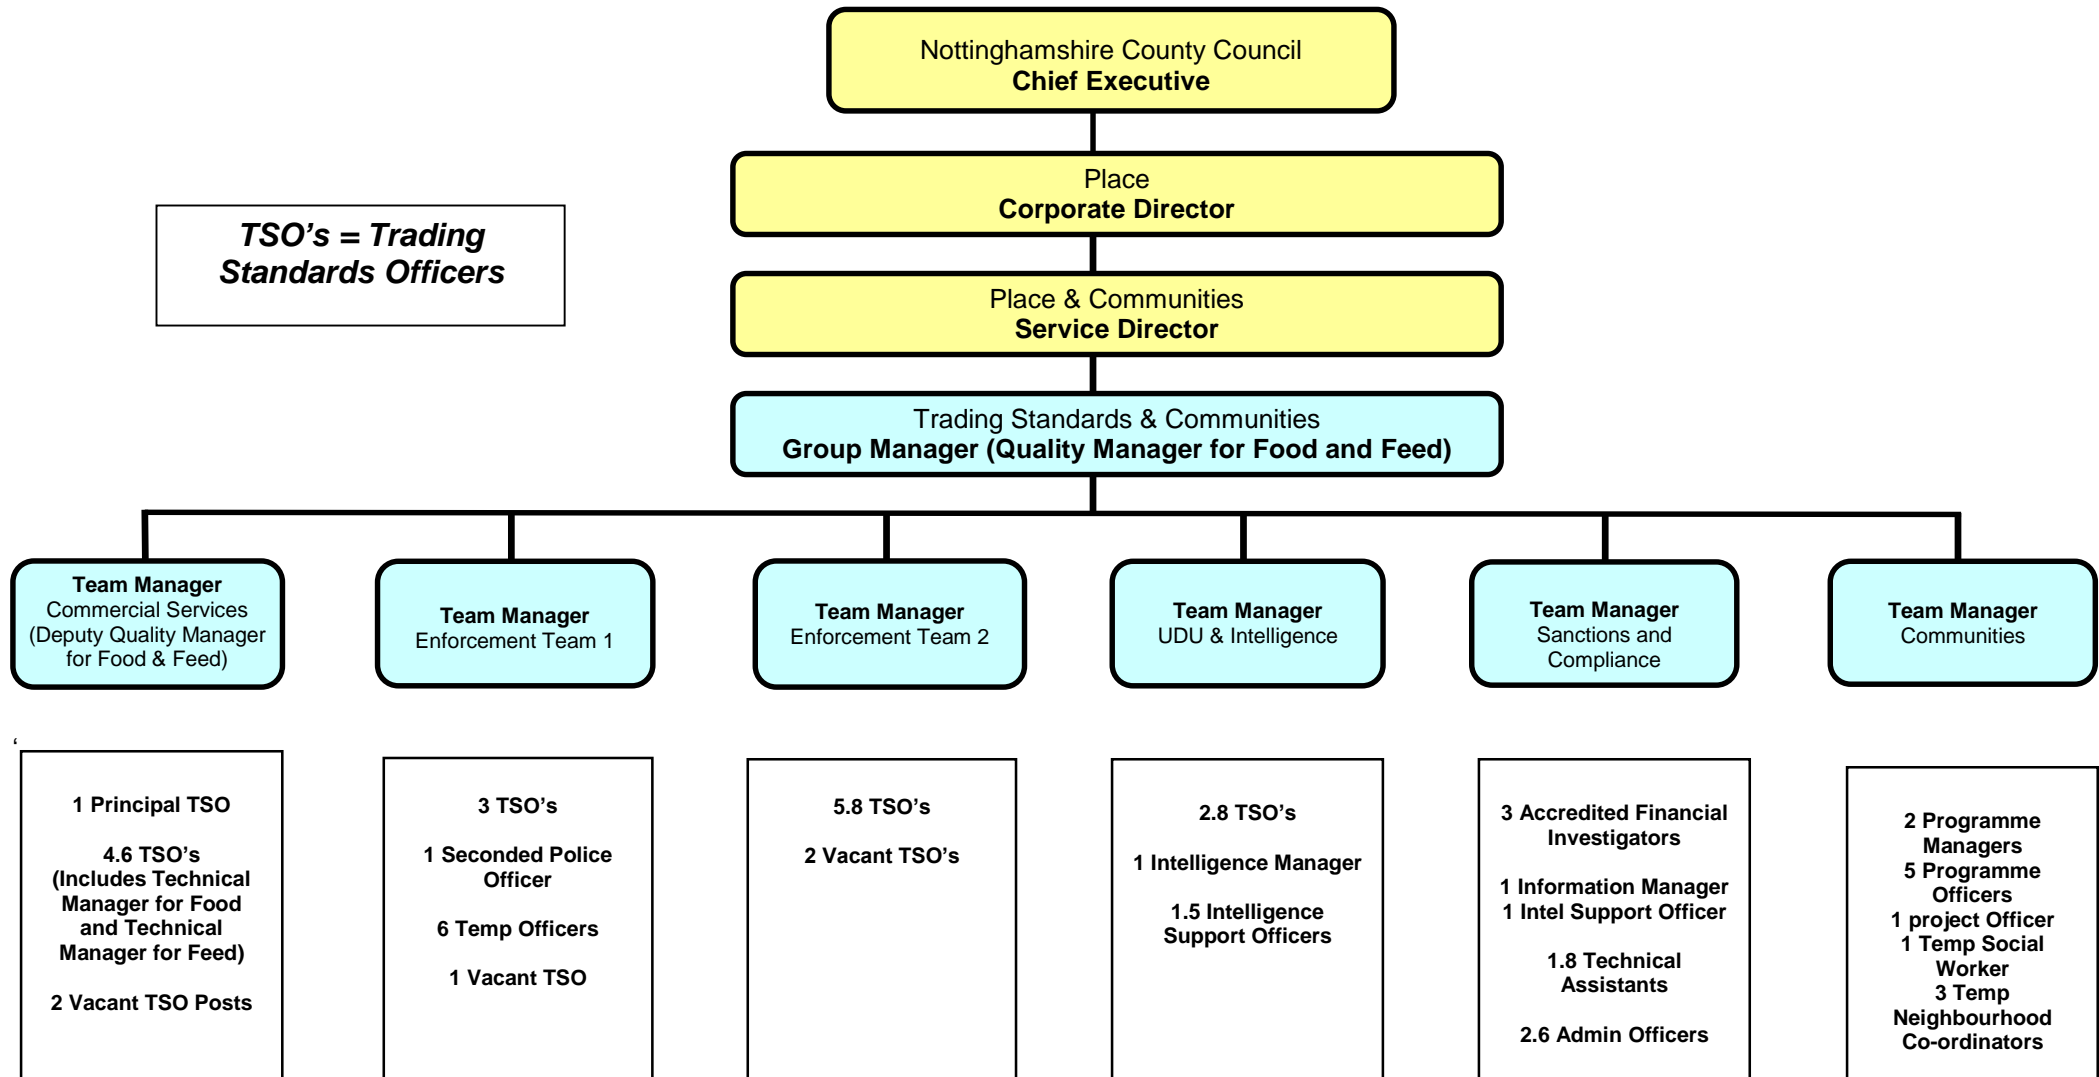 Nottinghamshire County Council
Chief Executive
Place
Corporate Director
TSO’s = Trading
Standards Officers
Place & Communities
Service Director
Trading Standards & Communities
Group Manager (Quality Manager for Food and Feed)
Team Manager
Commercial Services
(Deputy Quality Manager
for Food & Feed)
Team Manager
Enforcement Team 1
Team Manager
Enforcement Team 2
Team Manager
UDU & Intelligence
Team Manager
Sanctions and
Compliance
Team Manager
Communities
‘
1 Principal TSO
4.6 TSO’s
(Includes Technical
Manager for Food
and Technical
Manager for Feed)
2 Vacant TSO Posts
3 TSO’s
1 Seconded Police
Officer
6 Temp Officers
1 Vacant TSO
5.8 TSO’s
2 Vacant TSO’s
2.8 TSO’s
1 Intelligence Manager
1.5 Intelligence
Support Officers
3 Accredited Financial
Investigators
1 Information Manager
1 Intel Support Officer
1.8 Technical
Assistants
2.6 Admin Officers
2 Programme
Managers
5 Programme
Officers
1 project Officer
1 Temp Social
Worker
3 Temp
Neighbourhood
Co-ordinators